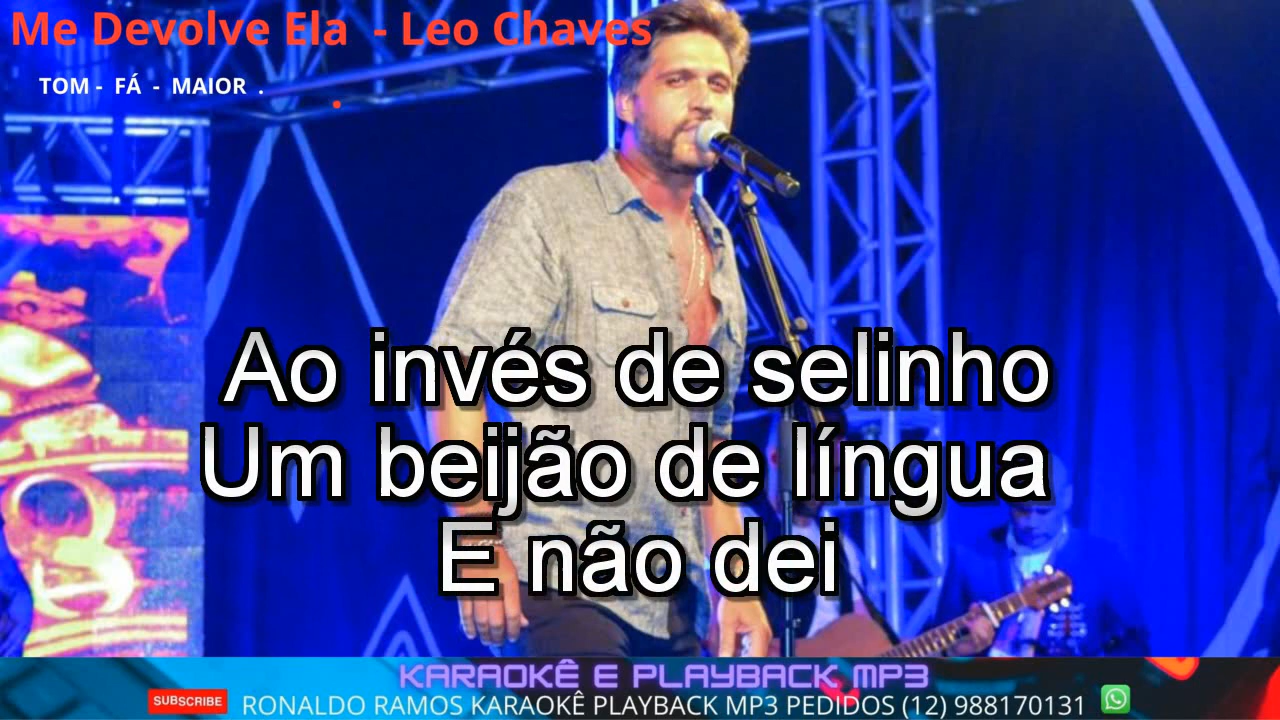 Me Devolve Ela - Leo Chaves
TOM - FÁ - MAIOR .
Ao invés de selinho
Um beijão de língua
E não dei
KARAOKÊ E PLAYBACK MP3
SUBSCRIBE RONALDO RAMOS KARAOKÊ PLAYBACK MP3 PEDIDOS (12) 988170131